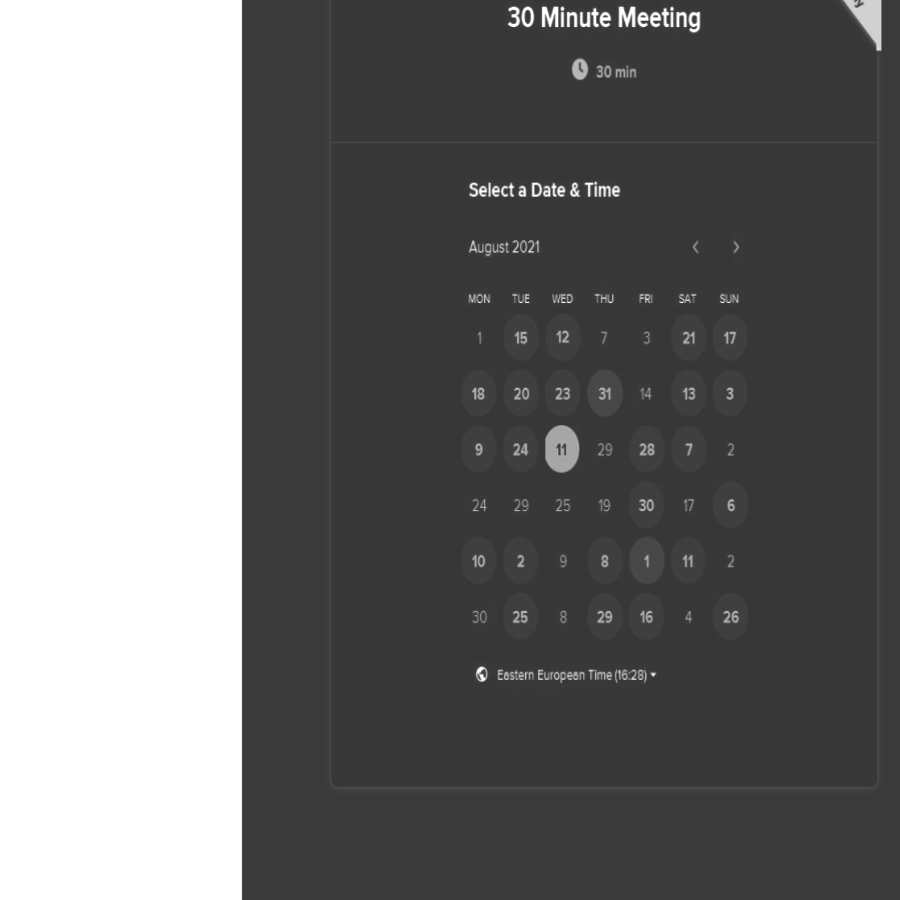 30 Minute Meeting
30 min
Select a Date & Time
August 2021
MON TUE WED THU FRI SAT SUN
1 15 12 7 3 21 17
18 20 23 31 14 13 3
9 24 11 29 28 7 2
24 29 25 19 30 17 6
10 2 9 8 1 11 2
30 25 8 29 16 4 26
Eastern European Time (16:28)